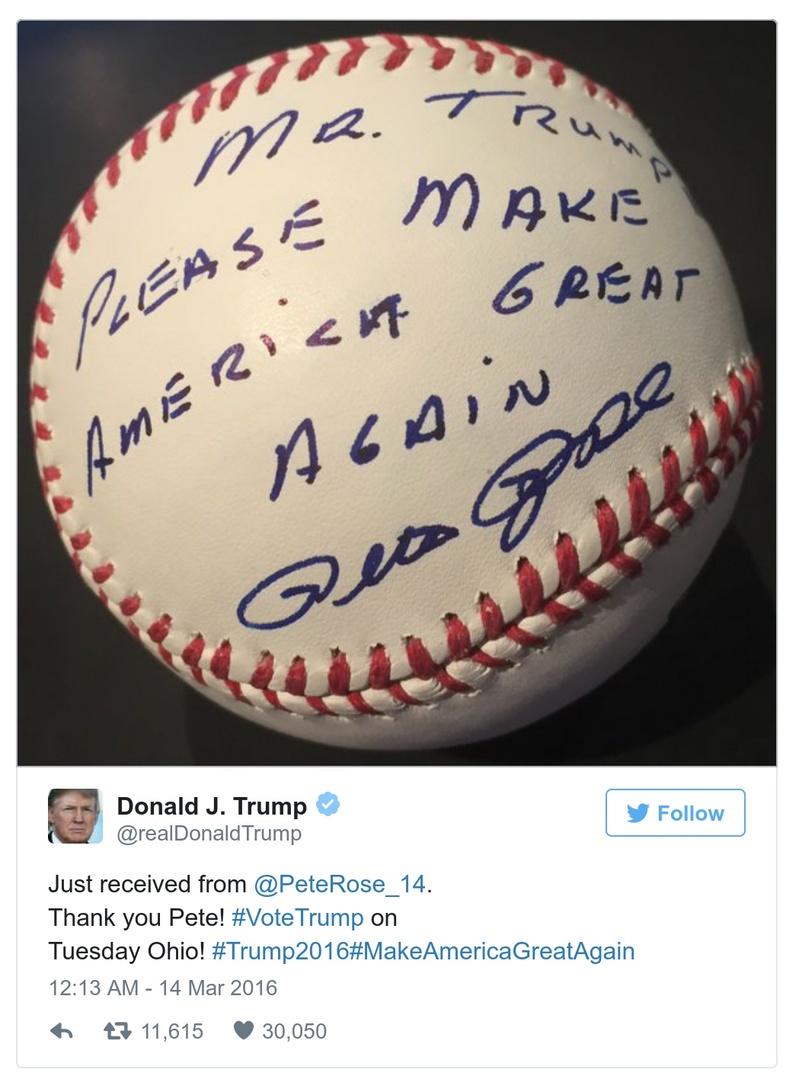 MR. TRUMP
PLEASE MAKE
AMERICA GREAT
AGAIN
Pete Rose
Donald J. Trump
@realDonaldTrump
Follow
Just received from @PeteRose_14.
Thank you Pete! #VoteTrump on
Tuesday Ohio! #Trump2016#MakeAmericaGreatAgain
12:13 AM - 14 Mar 2016
11,615 30,050